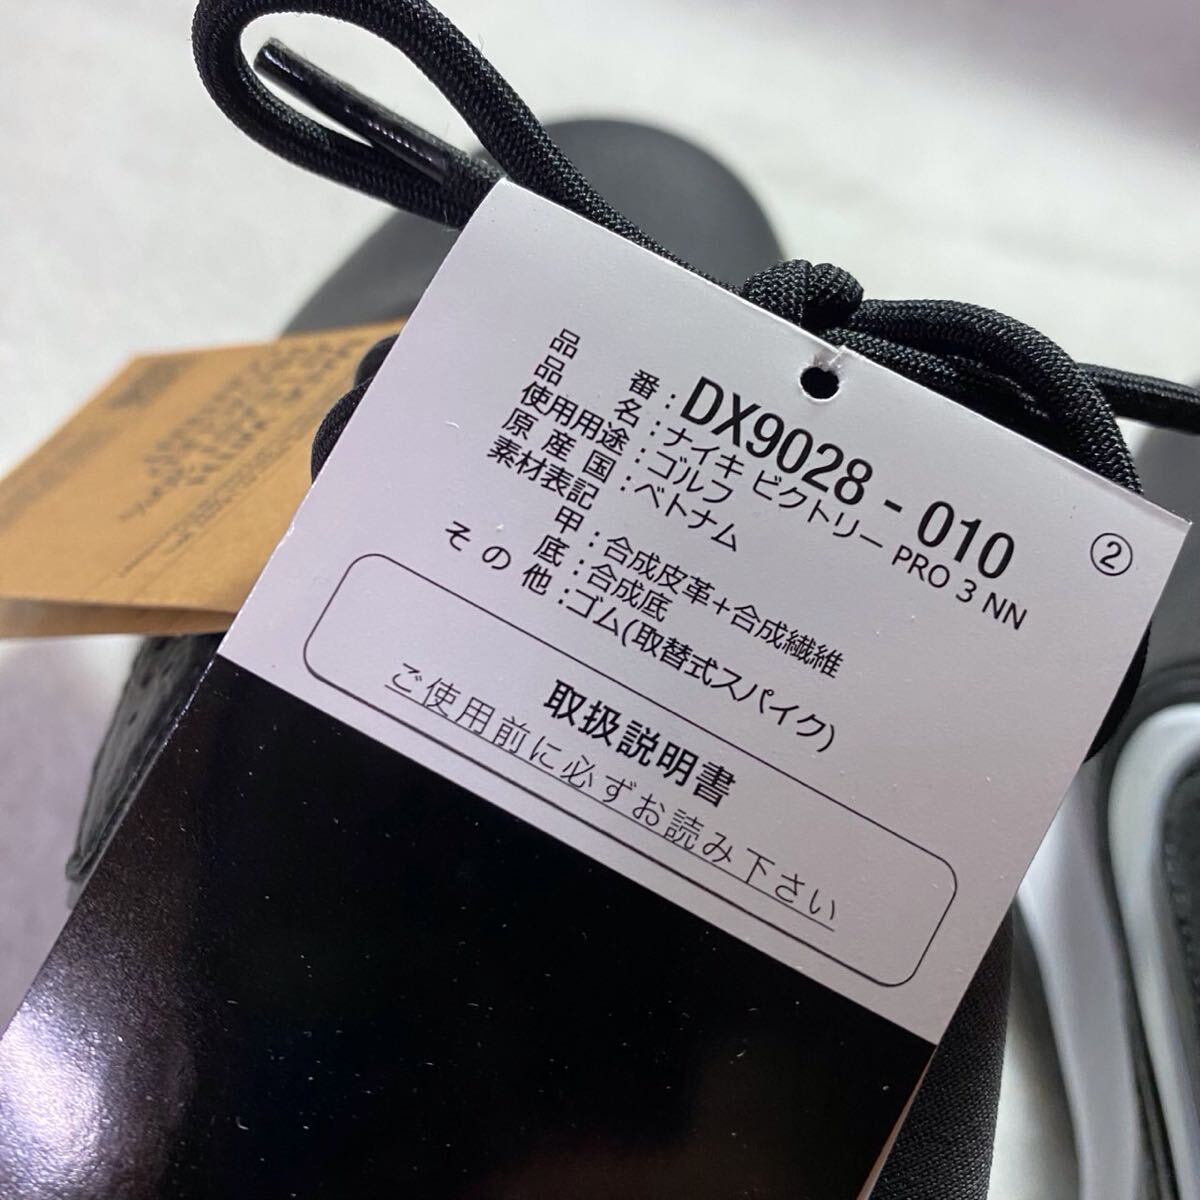 品番：DX9028-010
品名：ナイキ ビクトリー PRO 3 NN
使用用途：ゴルフ
原産国：ベトナム
素材表記
甲：合成皮革+合成繊維
底：合成底
その他：ゴム(取替式スパイク)
②
取扱説明書
ご使用前に必ずお読み下さい